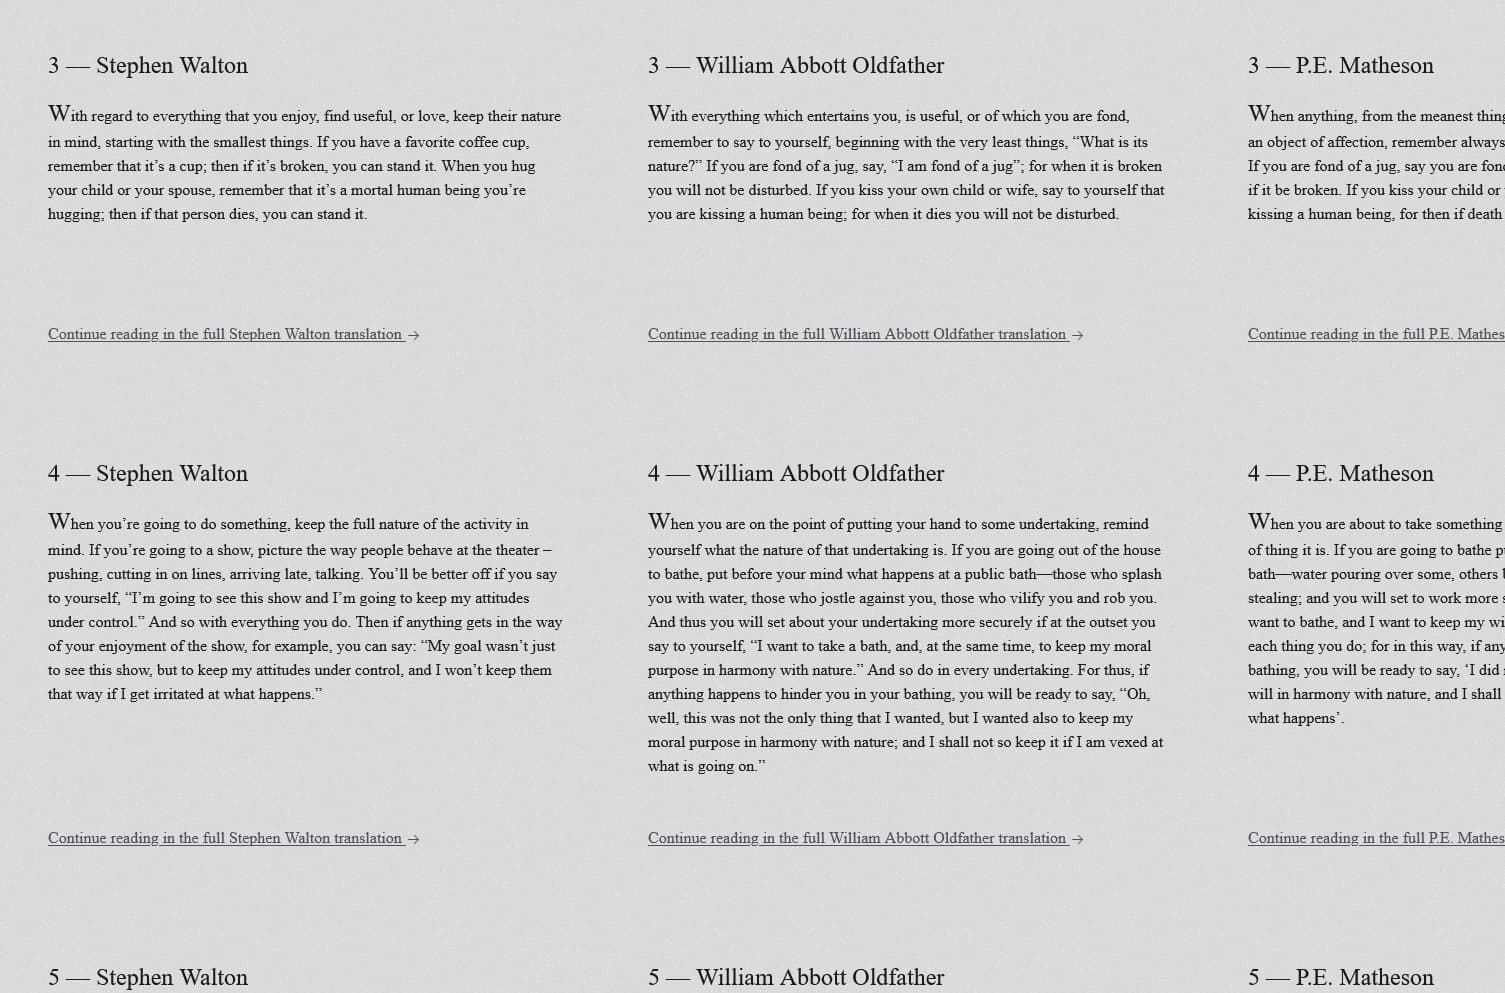 3 — Stephen Walton
With regard to everything that you enjoy, find useful, or love, keep their nature
in mind, starting with the smallest things. If you have a favorite coffee cup,
remember that it’s a cup; then if it’s broken, you can stand it. When you hug
your child or your spouse, remember that it’s a mortal human being you’re
hugging; then if that person dies, you can stand it.
Continue reading in the full Stephen Walton translation →
3 — William Abbott Oldfather
With everything which entertains you, is useful, or of which you are fond,
remember to say to yourself, beginning with the very least things, “What is its
nature?” If you are fond of a jug, say, “I am fond of a jug”; for when it is broken
you will not be disturbed. If you kiss your own child or wife, say to yourself that
you are kissing a human being; for when it dies you will not be disturbed.
Continue reading in the full William Abbott Oldfather translation →
3 — P.E. Matheson
When anything, from the meanest thing
an object of affection, remember always
If you are fond of a jug, say you are fon
if it be broken. If you kiss your child or
kissing a human being, for then if death
Continue reading in the full P.E. Mathes
4 — Stephen Walton
When you’re going to do something, keep the full nature of the activity in
mind. If you’re going to a show, picture the way people behave at the theater –
pushing, cutting in on lines, arriving late, talking. You’ll be better off if you say
to yourself, “I’m going to see this show and I’m going to keep my attitudes
under control.” And so with everything you do. Then if anything gets in the way
of your enjoyment of the show, for example, you can say: “My goal wasn’t just
to see this show, but to keep my attitudes under control, and I won’t keep them
that way if I get irritated at what happens.”
Continue reading in the full Stephen Walton translation →
4 — William Abbott Oldfather
When you are on the point of putting your hand to some undertaking, remind
yourself what the nature of that undertaking is. If you are going out of the house
to bathe, put before your mind what happens at a public bath—those who splash
you with water, those who jostle against you, those who vilify you and rob you.
And thus you will set about your undertaking more securely if at the outset you
say to yourself, “I want to take a bath, and, at the same time, to keep my moral
purpose in harmony with nature.” And so do in every undertaking. For thus, if
anything happens to hinder you in your bathing, you will be ready to say, “Oh,
well, this was not the only thing that I wanted, but I wanted also to keep my
moral purpose in harmony with nature; and I shall not so keep it if I am vexed at
what is going on.”
Continue reading in the full William Abbott Oldfather translation →
4 — P.E. Matheson
When you are about to take something
of thing it is. If you are going to bathe p
bath—water pouring over some, others
stealing; and you will set to work more s
want to bathe, and I want to keep my wi
each thing you do; for in this way, if any
bathing, you will be ready to say, ‘I did
will in harmony with nature, and I shall
what happens’.
Continue reading in the full P.E. Mathes
5 — Stephen Walton
5 — William Abbott Oldfather
5 — P.E. Matheson